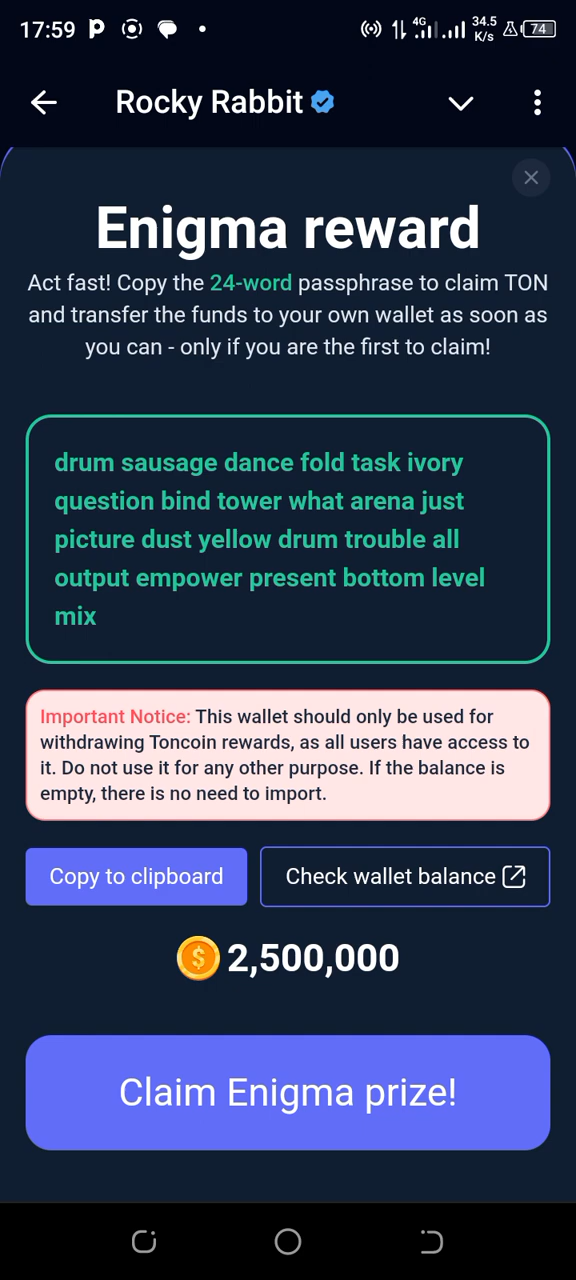 17:59 4G 34.5 K/s 74
Rocky Rabbit
Enigma reward
Act fast! Copy the 24-word passphrase to claim TON
and transfer the funds to your own wallet as soon as
you can - only if you are the first to claim!
drum sausage dance fold task ivory
question bind tower what arena just
picture dust yellow drum trouble all
output empower present bottom level
mix
Important Notice: This wallet should only be used for
withdrawing Toncoin rewards, as all users have access to
it. Do not use it for any other purpose. If the balance is
empty, there is no need to import.
Copy to clipboard
Check wallet balance
2,500,000
Claim Enigma prize!